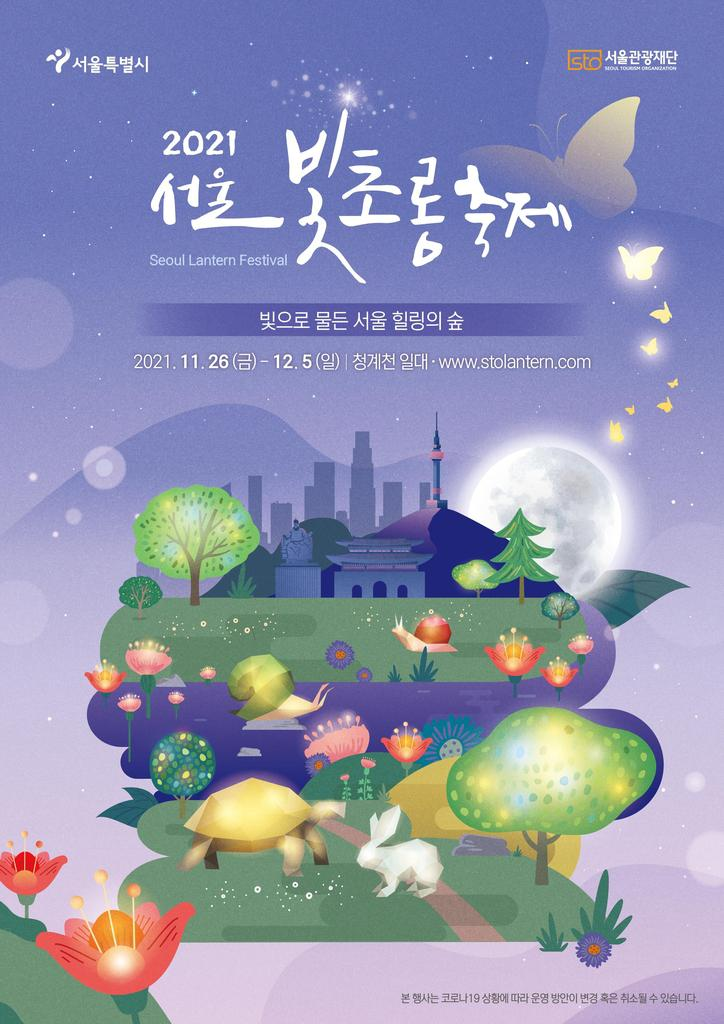 서울특별시
sto 서울관광재단
SEOUL TOURISM ORGANIZATION
2021
서울 빛초롱축제
Seoul Lantern Festival
빛으로 물든 서울 힐링의 숲
2021. 11. 26 (금) - 12. 5 (일) | 청계천 일대 · www.stolantern.com
본 행사는 코로나19 상황에 따라 운영 방안이 변경 혹은 취소될 수 있습니다.